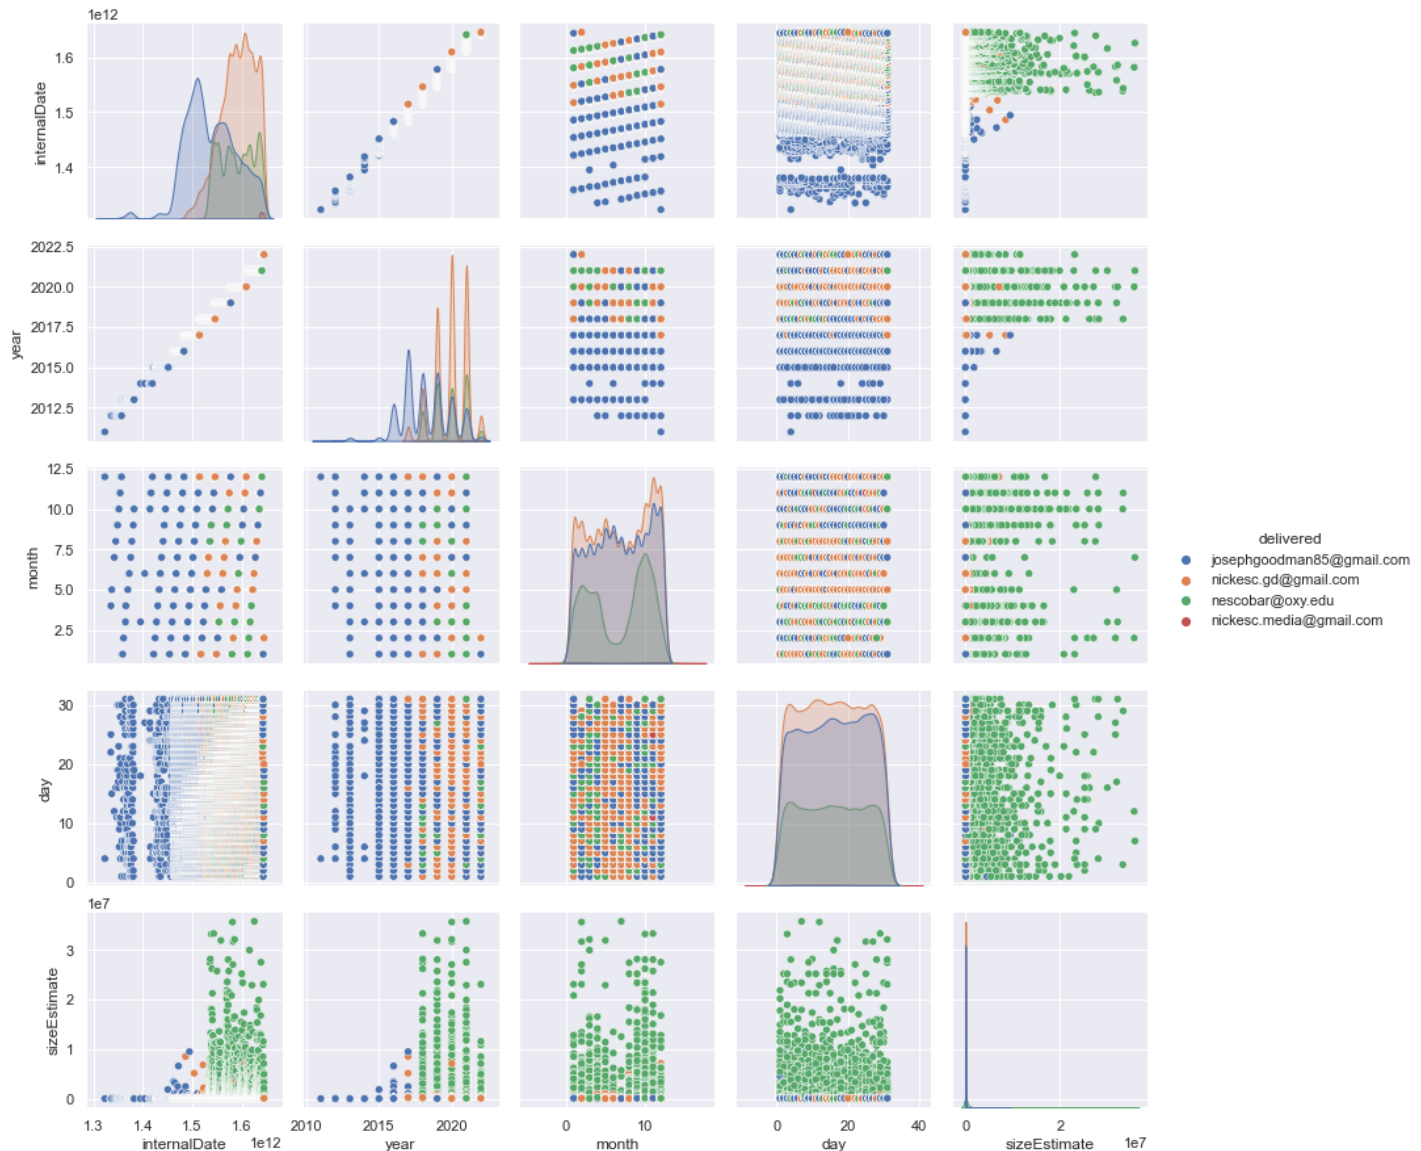 1e12
1.6
1.5
1.4
internalDate
2022.5
2020.0
2017.5
2015.0
2012.5
year
12.5
10.0
7.5
5.0
2.5
month
delivered
josephgoodman85@gmail.com
nickesc.gd@gmail.com
nescobar@oxy.edu
nickesc.media@gmail.com
30
20
10
0
day
1e7
3
2
1
0
sizeEstimate
1.3 1.4 1.5 1.6 2010 2015 2020 0 10 0 20 40 0 2
internalDate 1e12 year month day sizeEstimate 1e7